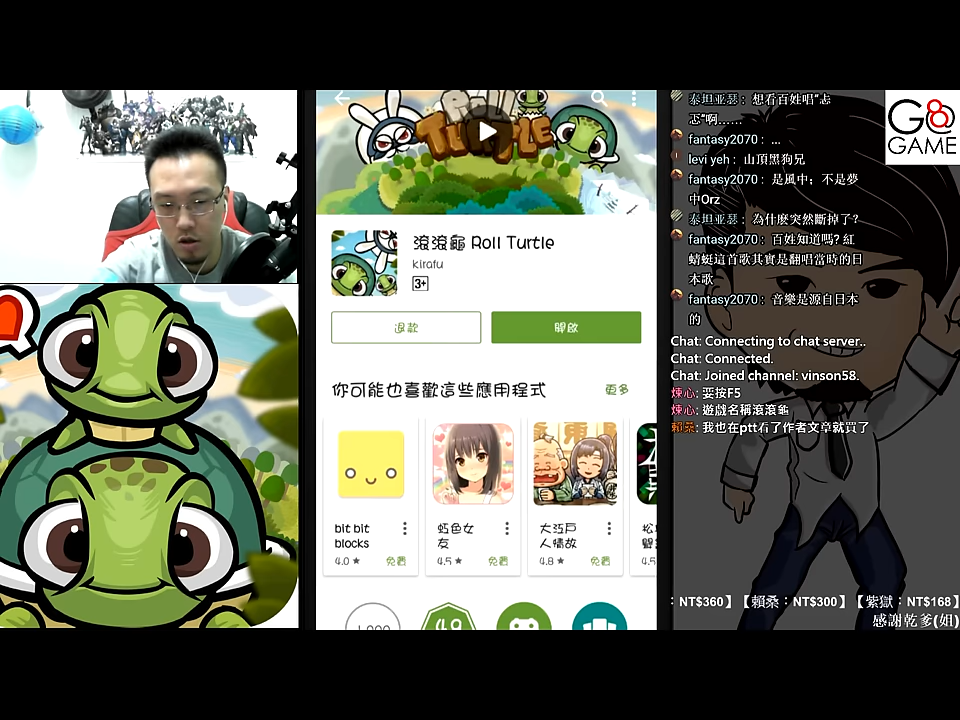 Roll
TURTLE
滾滾龜 Roll Turtle
kirafu
3+
退款
開啟
你可能也喜歡這些應用程式
更多
bit bit
blocks
4.0 ★
免費
虹色女
友
4.5 ★
免費
大江戶
人情故
4.8 ★
免費
4.5
1,000
4.9
泰坦亚瑟: 想看百姓唱"忐
忑"啊......
fantasy2070: ...
levi yeh: 山頂黑狗兄
fantasy2070: 是風中；不是夢
中Orz
泰坦亚瑟: 為什麼突然斷掉了?
fantasy2070: 百姓知道嗎? 紅
蜻蜓這首歌其實是翻唱當時的日
本歌
fantasy2070: 音樂是源自日本
的
Chat: Connecting to chat server..
Chat: Connected.
Chat: Joined channel: vinson58.
煉心: 要按F5
煉心: 遊戲名稱滾滾龜
賴桑: 我也在ptt看了作者文章就買了
: NT$360】【賴桑：NT$300】【紫獄：NT$168】
感謝乾爹(姐)
G8
GAME